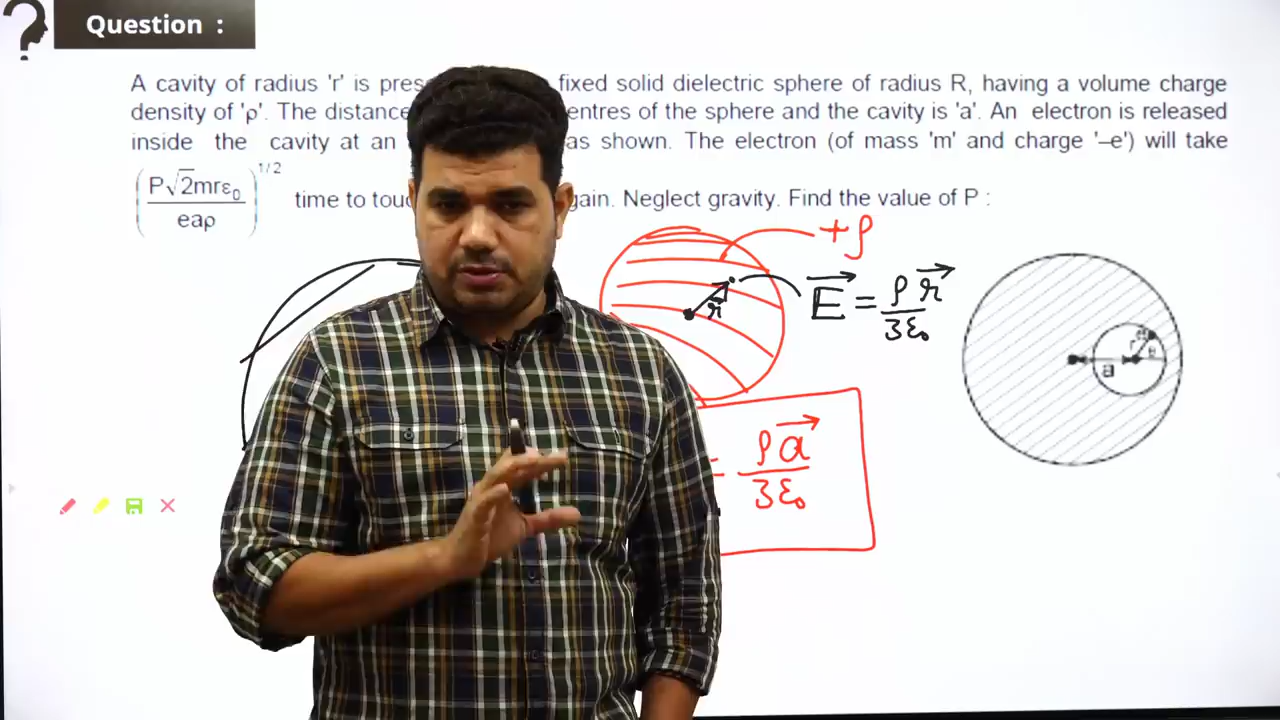 Question :
A cavity of radius 'r' is fixed solid dielectric sphere of radius R, having a volume charge
density of 'ρ'. The distance of the sphere and the cavity is 'a'. An electron is released
inside the cavity at an as shown. The electron (of mass 'm' and charge '–e') will take
(P√2mrε₀ / eaρ)^1/2 time to gain. Neglect gravity. Find the value of P :
+ρ
r⃗
E⃗ = ρr⃗ / 3ε₀
r
a
= ρa⃗ / 3ε₀